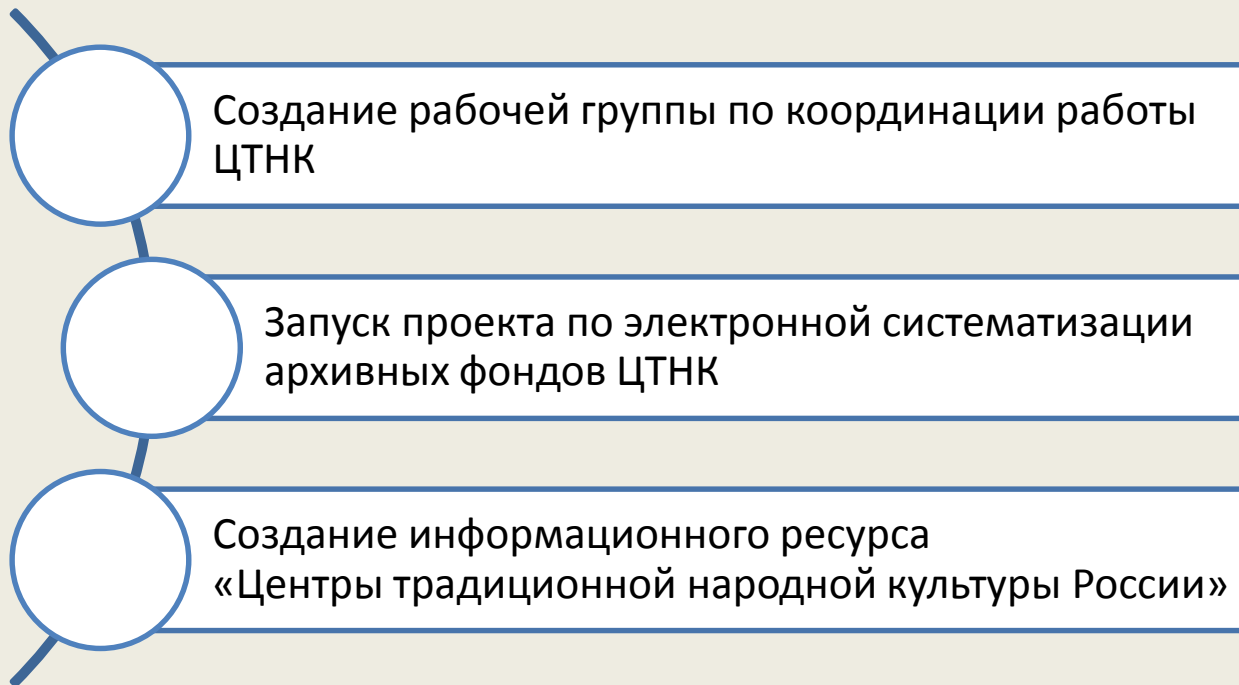 Создание рабочей группы по координации работы
ЦТНК
Запуск проекта по электронной систематизации
архивных фондов ЦТНК
Создание информационного ресурса
«Центры традиционной народной культуры России»